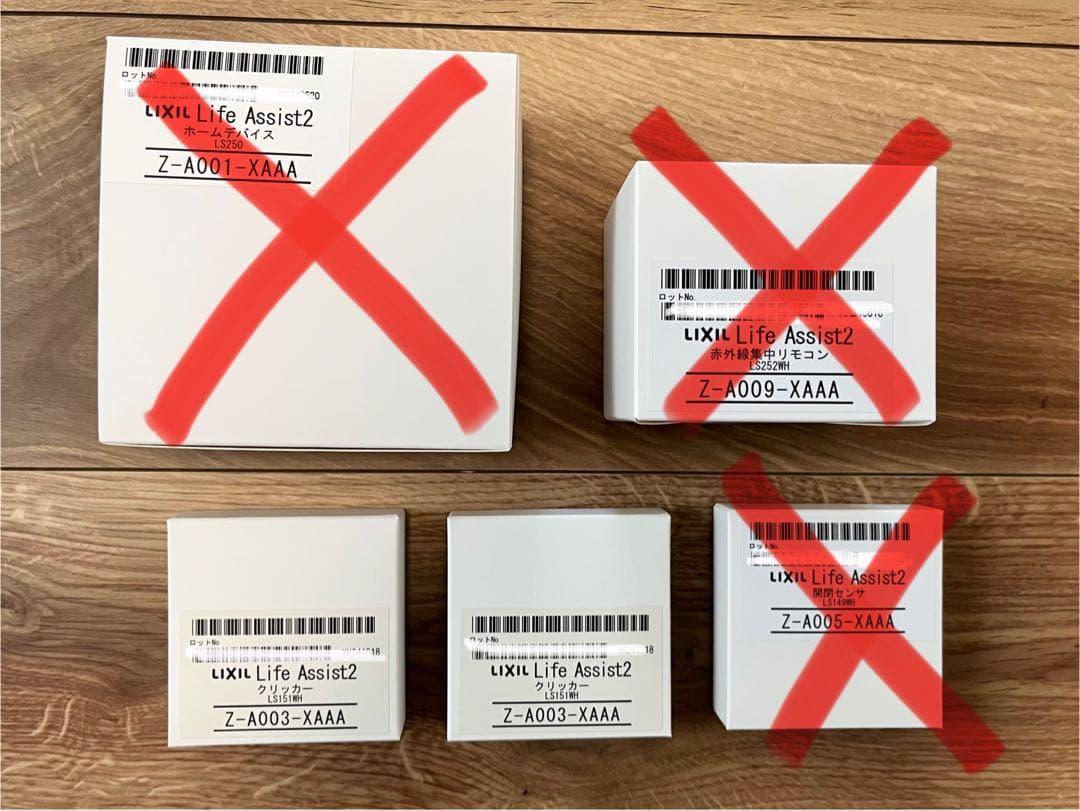 ロットNo.
LIXIL Life Assist2
ホームデバイス
LS250
Z-A001-XAAA
ロットNo.
LIXIL Life Assist2
赤外線集中リモコン
LS252WH
Z-A009-XAAA
ロットNo
LIXIL Life Assist2
クリッカー
LS151WH
Z-A003-XAAA
ロットNo
LIXIL Life Assist2
クリッカー
LS151WH
Z-A003-XAAA
ロットNo.
LIXIL Life Assist2
開閉センサ
LS149WH
Z-A005-XAAA